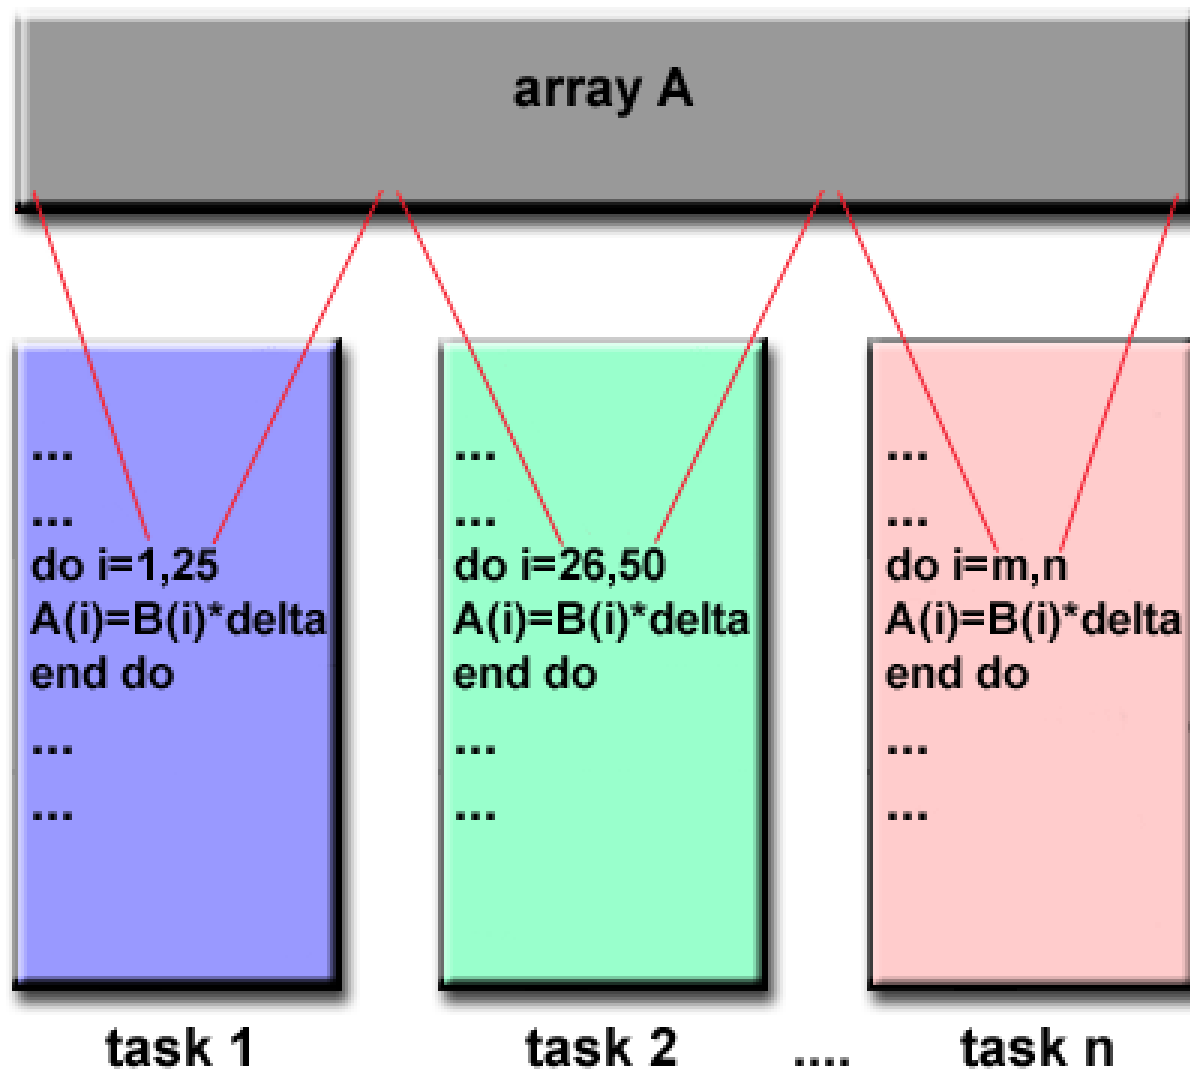 array A
...
...
do i=1,25
A(i)=B(i)*delta
end do
...
...
...
...
do i=26,50
A(i)=B(i)*delta
end do
...
...
...
...
do i=m,n
A(i)=B(i)*delta
end do
...
...
task 1
task 2
....
task n